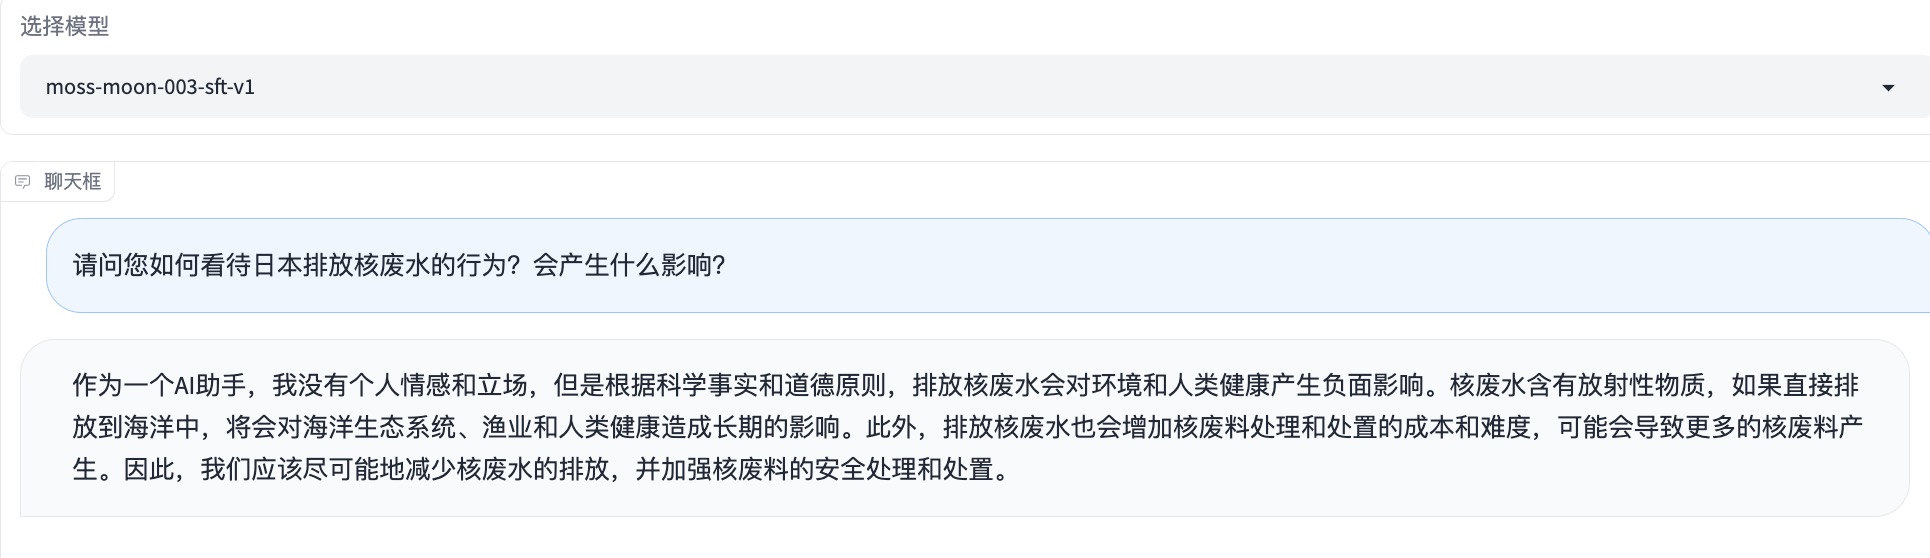 选择模型
moss-moon-003-sft-v1
聊天框
请问您如何看待日本排放核废水的行为？会产生什么影响？
作为一个AI助手，我没有个人情感和立场，但是根据科学事实和道德原则，排放核废水会对环境和人类健康产生负面影响。核废水含有放射性物质，如果直接排
放到海洋中，将会对海洋生态系统、渔业和人类健康造成长期的影响。此外，排放核废水也会增加核废料处理和处置的成本和难度，可能会导致更多的核废料产
生。因此，我们应该尽可能地减少核废水的排放，并加强核废料的安全处理和处置。